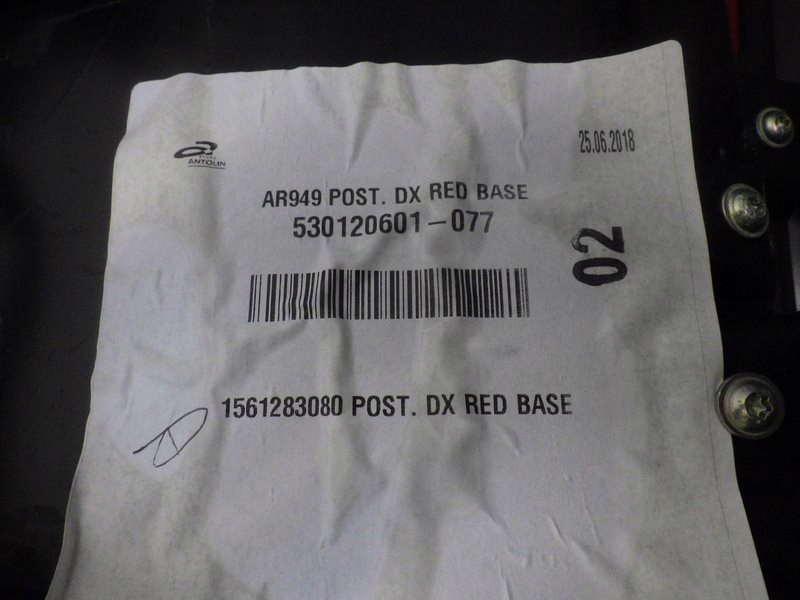 ANTOLIN
25.06.2018
AR949 POST. DX RED BASE
530120601-077
02
1561283080 POST. DX RED BASE